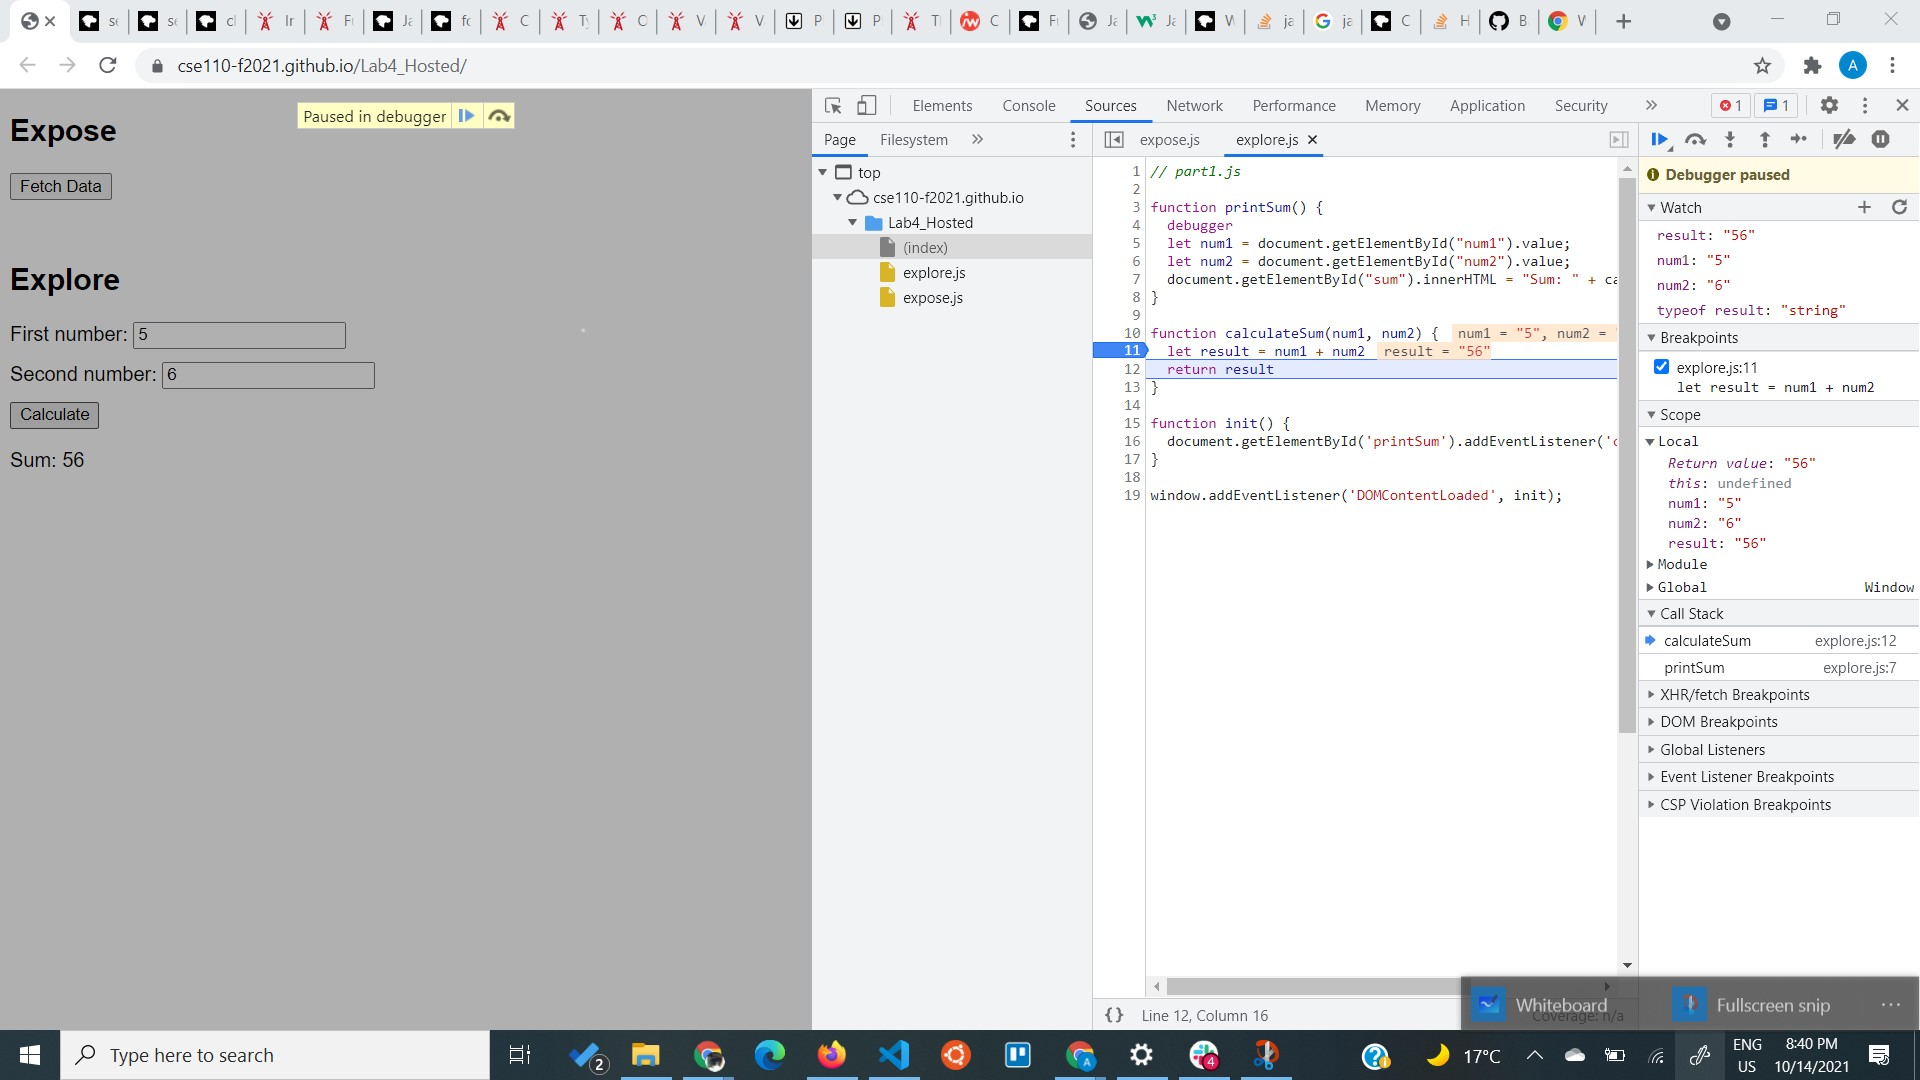 cse110-f2021.github.io/Lab4_Hosted/
A
Expose
Paused in debugger
Fetch Data
Explore
First number: 5
Second number: 6
Calculate
Sum: 56
Elements Console Sources Network Performance Memory Application Security
1 1
Page Filesystem
expose.js explore.js
top
cse110-f2021.github.io
Lab4_Hosted
(index)
explore.js
expose.js
1 // part1.js
2
3 function printSum() {
4 debugger
5 let num1 = document.getElementById("num1").value;
6 let num2 = document.getElementById("num2").value;
7 document.getElementById("sum").innerHTML = "Sum: " + ca
8 }
9
10 function calculateSum(num1, num2) { num1 = "5", num2 = "
11 let result = num1 + num2 result = "56"
12 return result
13 }
14
15 function init() {
16 document.getElementById('printSum').addEventListener('c
17 }
18
19 window.addEventListener('DOMContentLoaded', init);
{} Line 12, Column 16
Coverage: n/a
Debugger paused
Watch
result: "56"
num1: "5"
num2: "6"
typeof result: "string"
Breakpoints
explore.js:11
let result = num1 + num2
Scope
Local
Return value: "56"
this: undefined
num1: "5"
num2: "6"
result: "56"
Module
Global Window
Call Stack
calculateSum explore.js:12
printSum explore.js:7
XHR/fetch Breakpoints
DOM Breakpoints
Global Listeners
Event Listener Breakpoints
CSP Violation Breakpoints
Whiteboard Fullscreen snip
Type here to search
2
4
17°C
ENG
US
8:40 PM
10/14/2021